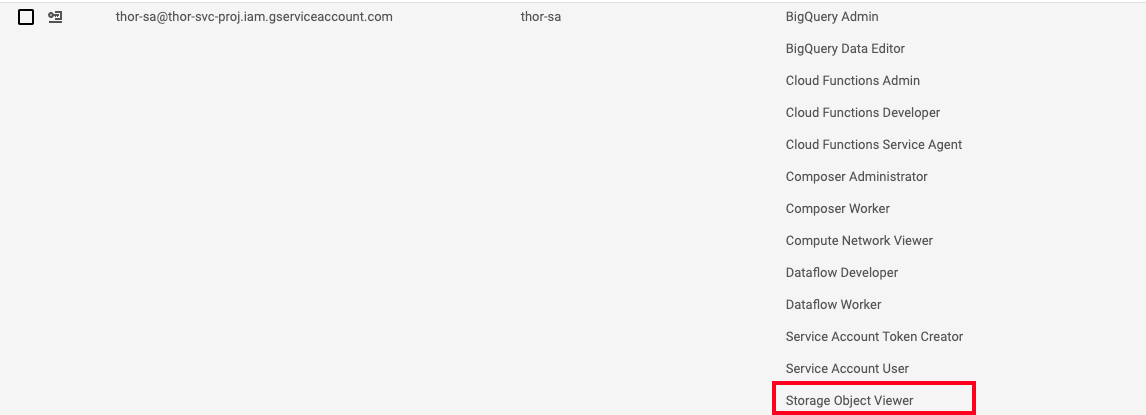 thor-sa@thor-svc-proj.iam.gserviceaccount.com thor-sa BigQuery Admin
BigQuery Data Editor
Cloud Functions Admin
Cloud Functions Developer
Cloud Functions Service Agent
Composer Administrator
Composer Worker
Compute Network Viewer
Dataflow Developer
Dataflow Worker
Service Account Token Creator
Service Account User
Storage Object Viewer